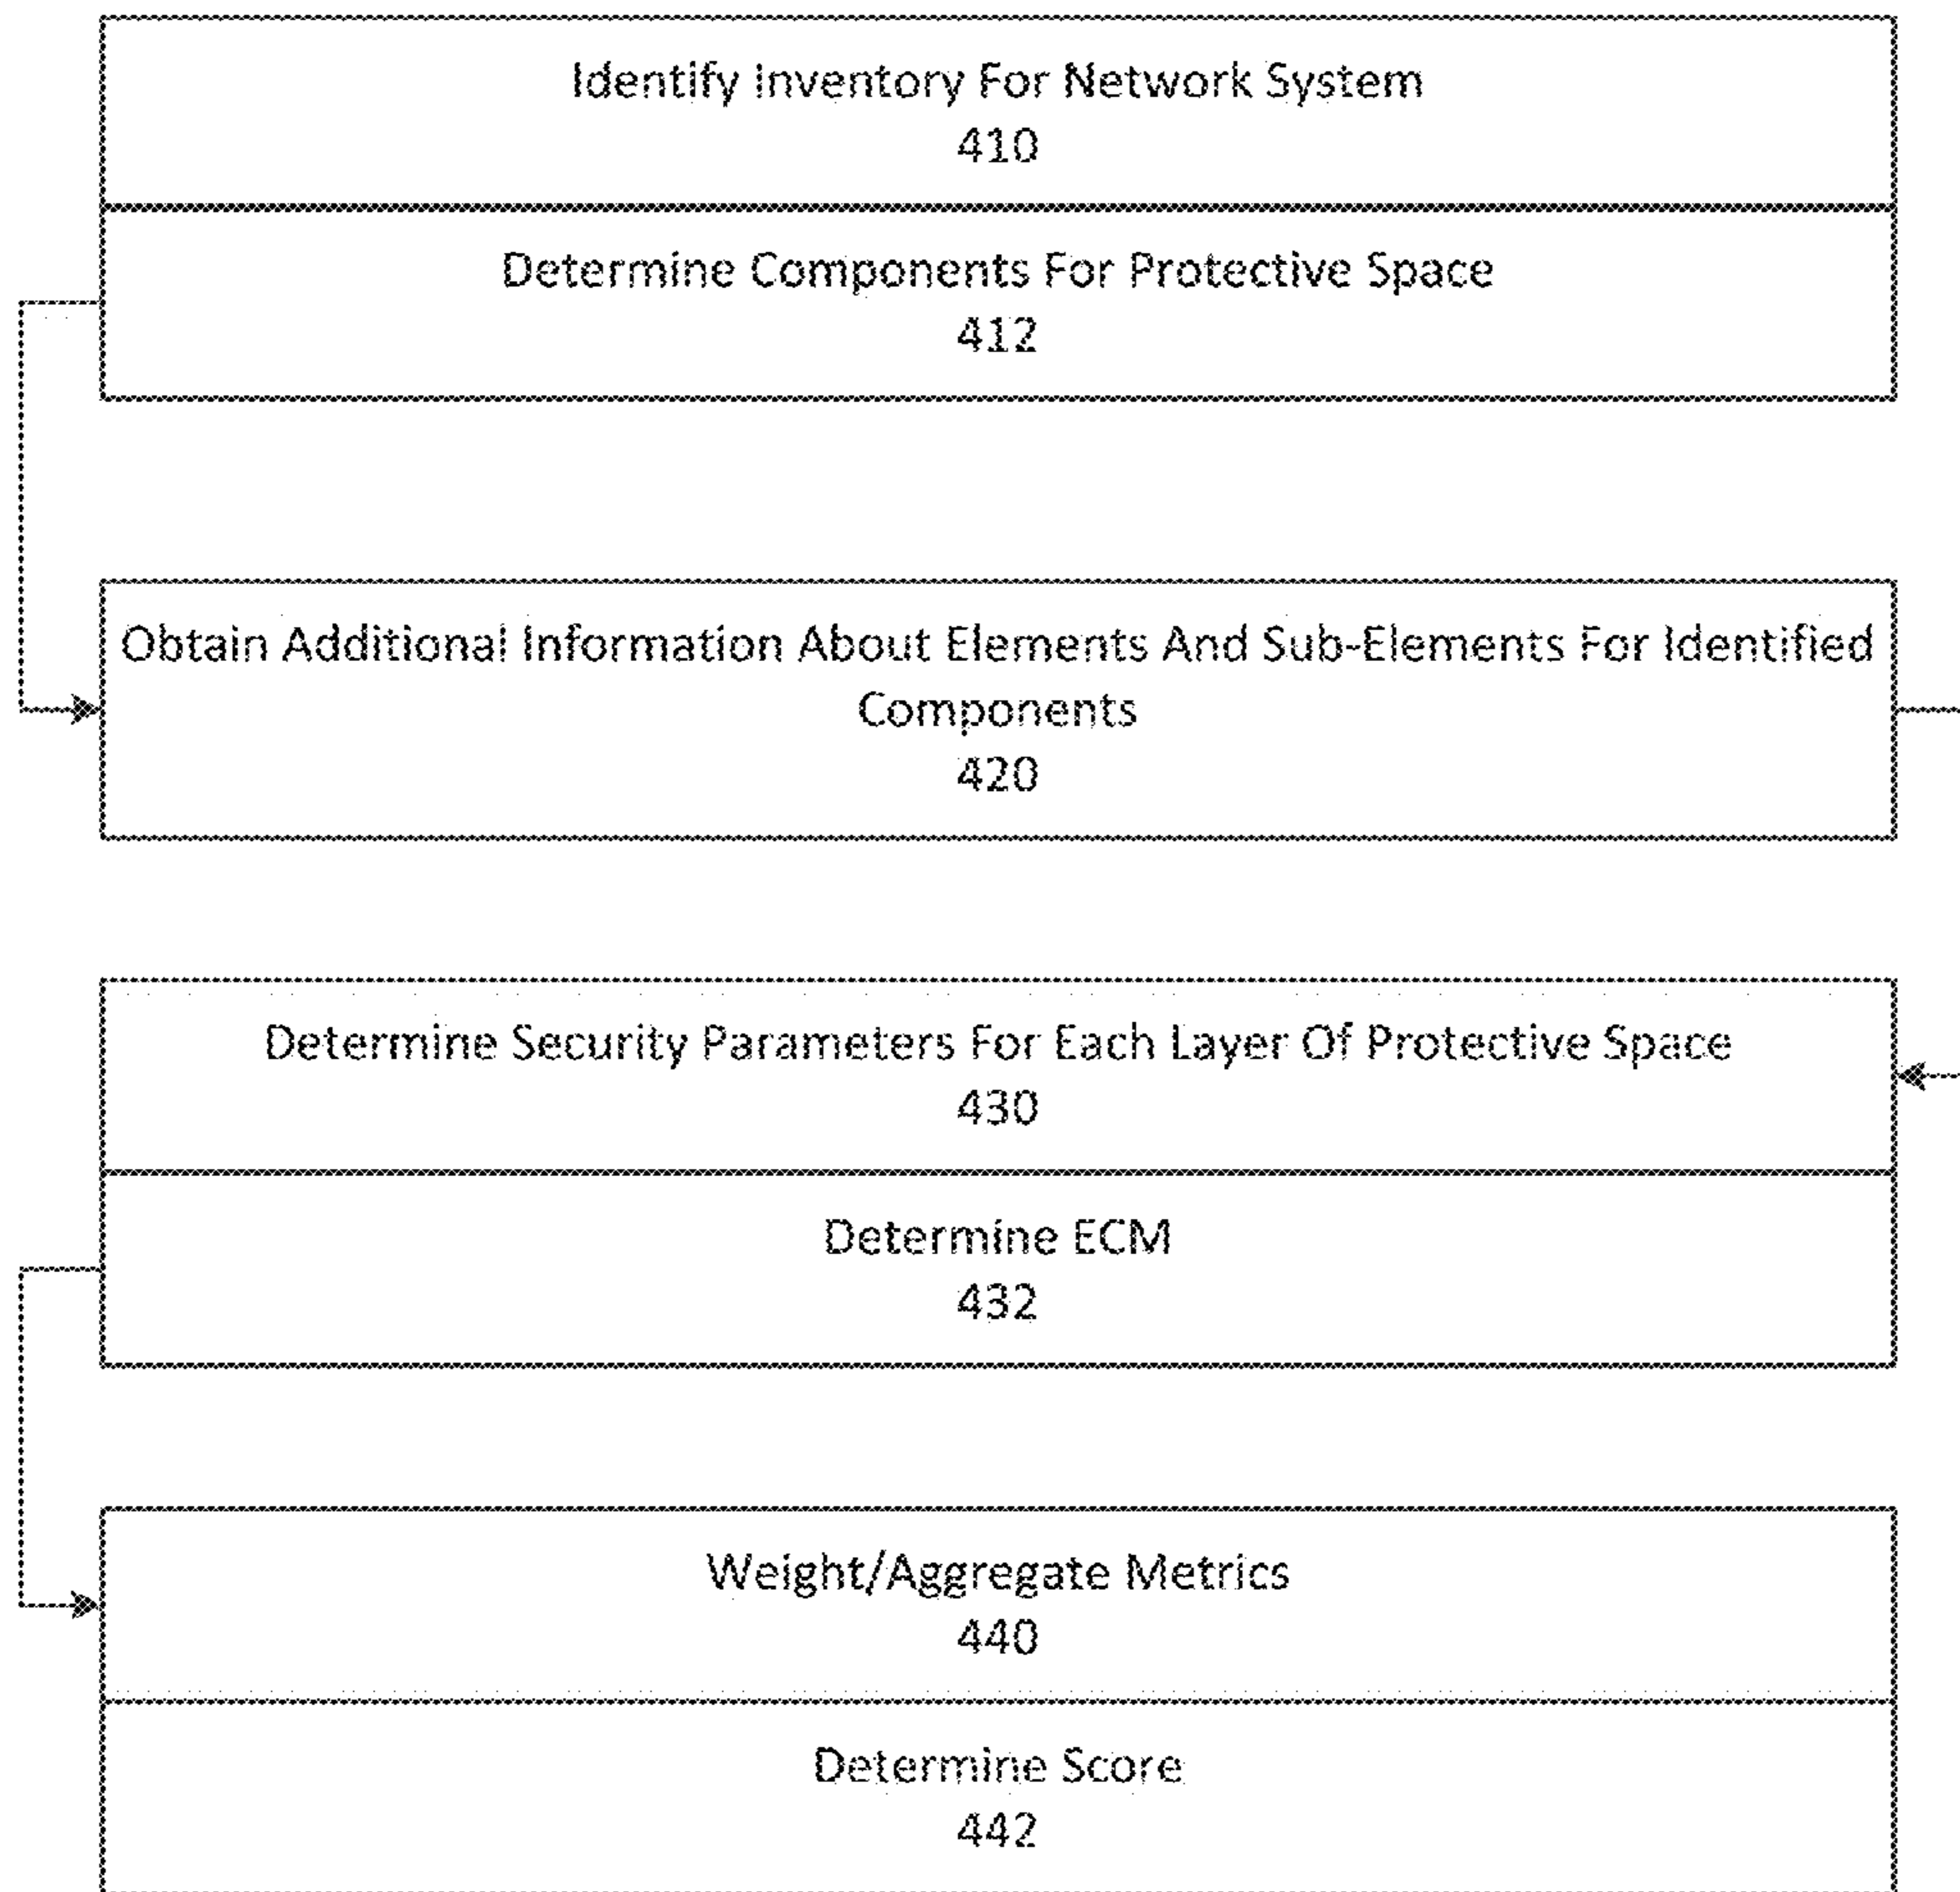 Identify Inventory For Network System
410
Determine Components For Protective Space
412
Obtain Additional Information About Elements And Sub-Elements For Identified
Components
420
Determine Security Parameters For Each Layer Of Protective Space
430
Determine ECM
432
Weight/Aggregate Metrics
440
Determine Score
442